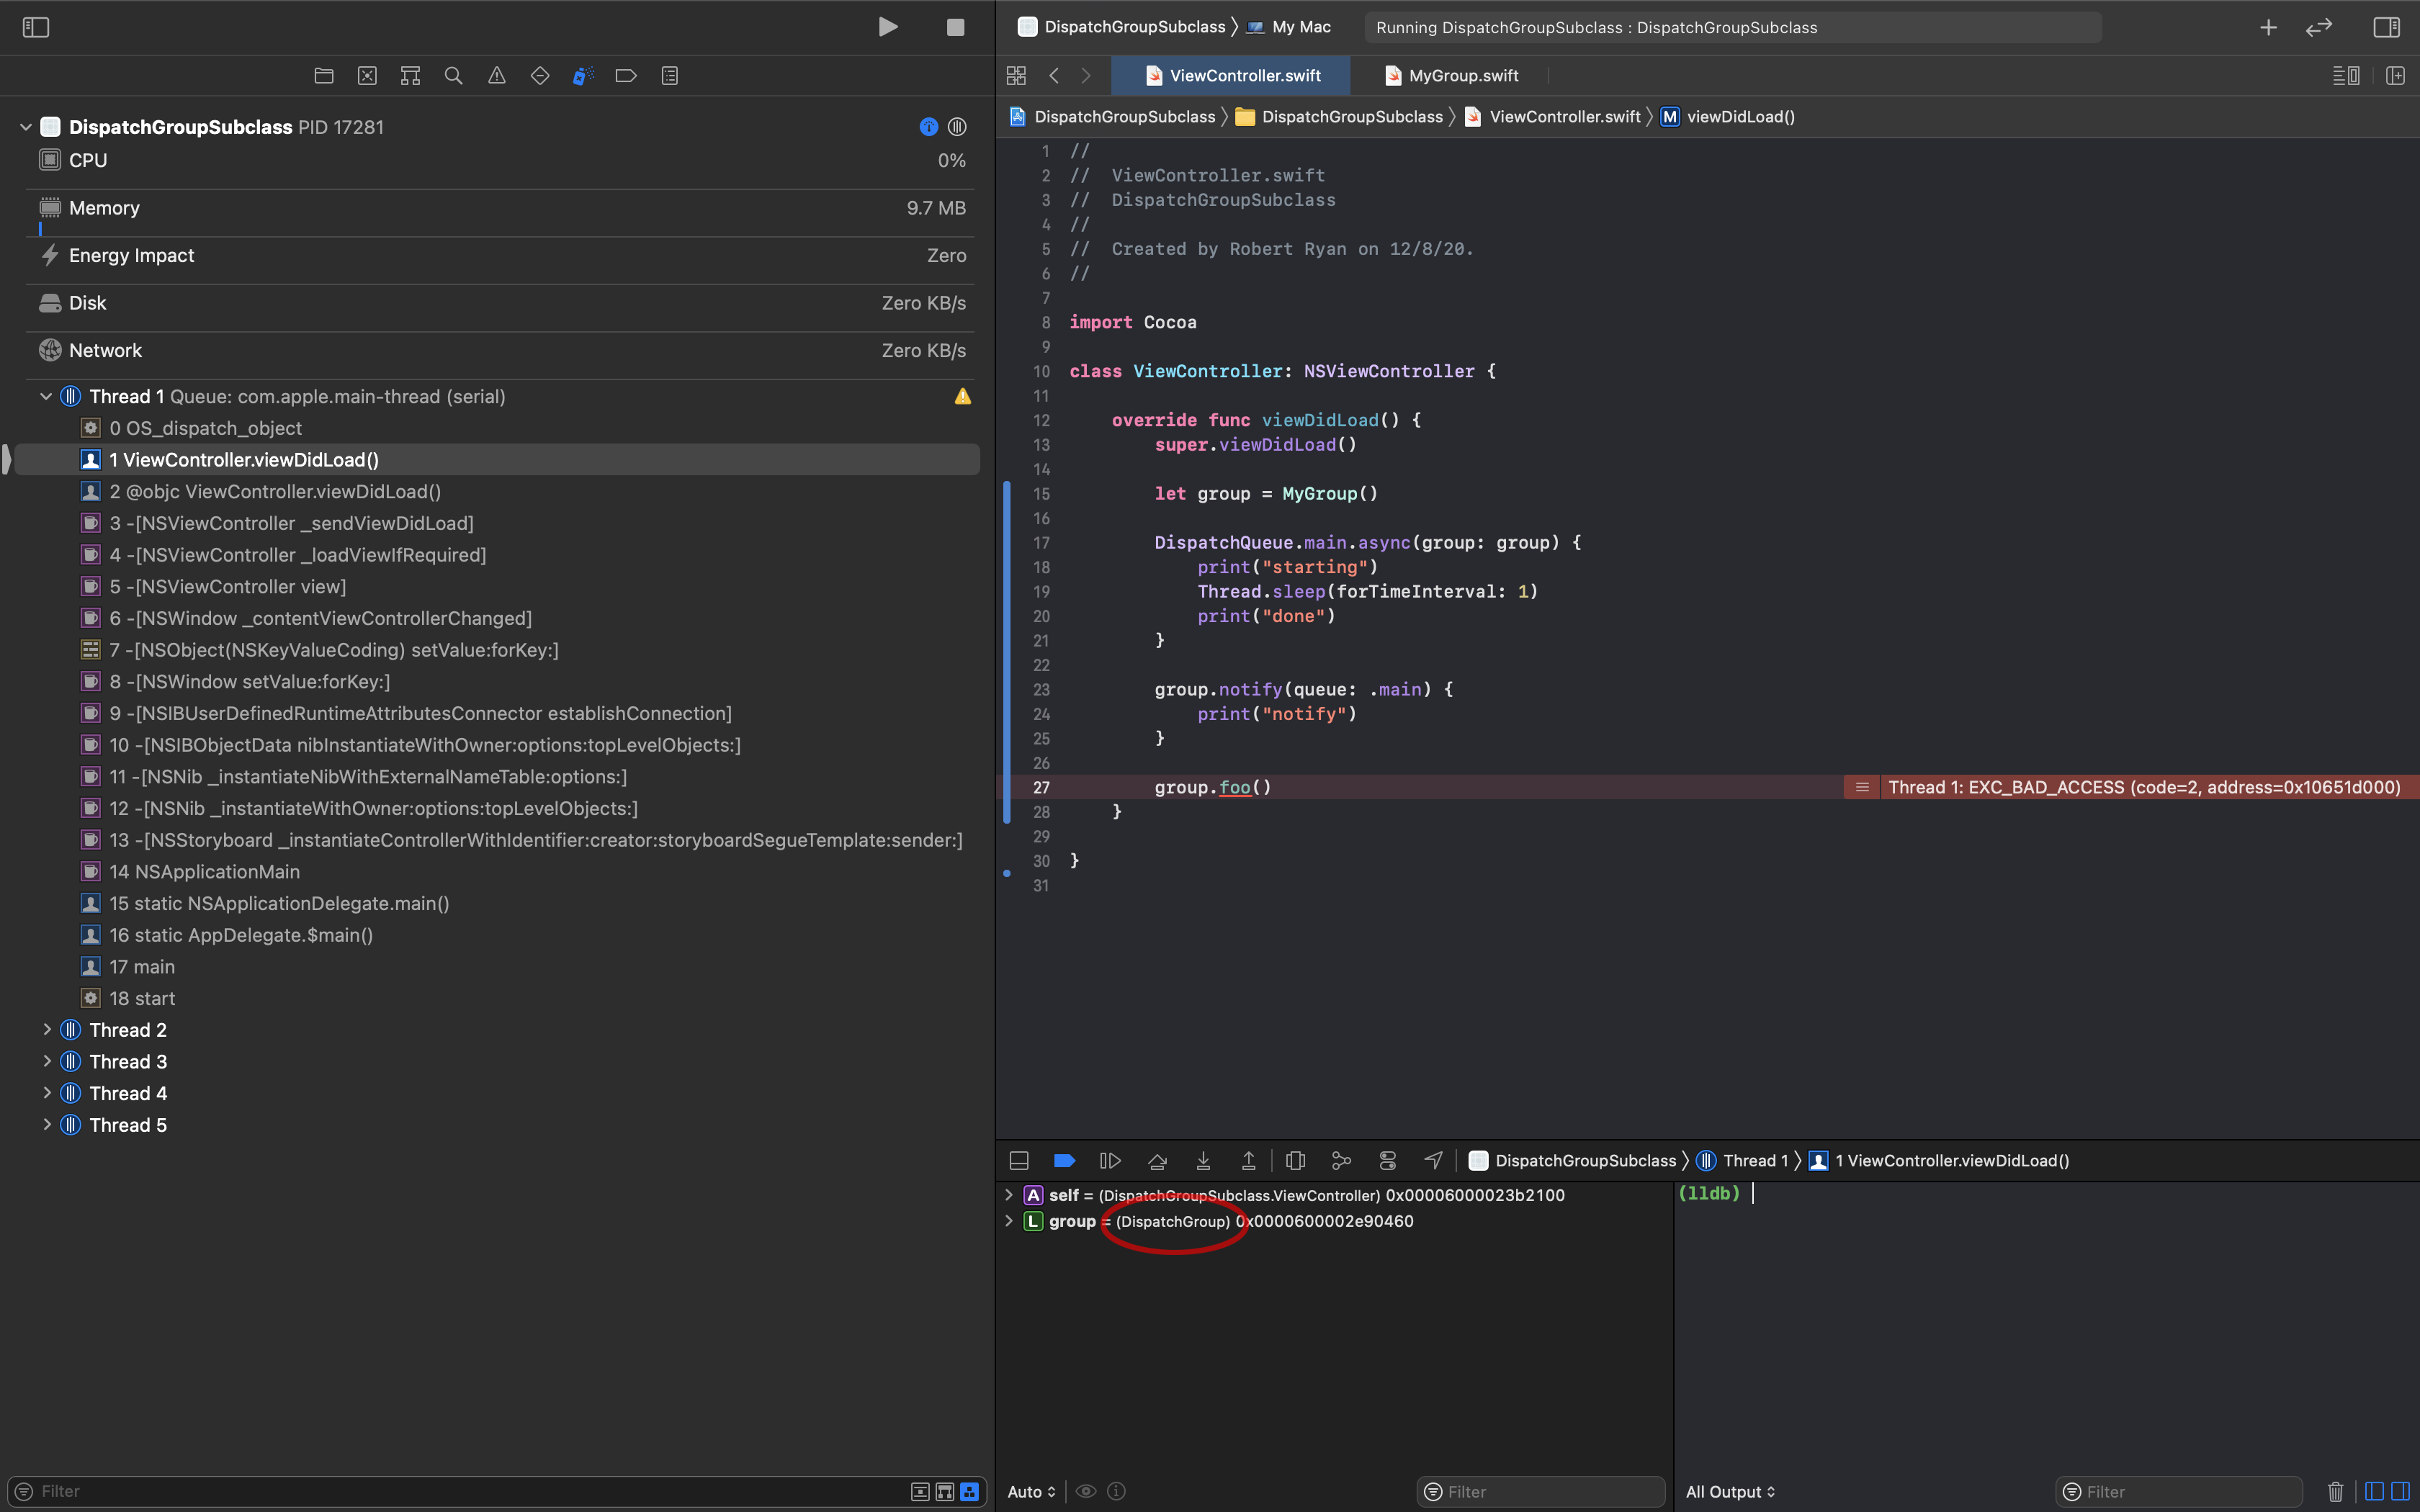 DispatchGroupSubclass PID 17281
CPU 0%
Memory 9.7 MB
Energy Impact Zero
Disk Zero KB/s
Network Zero KB/s
Thread 1 Queue: com.apple.main-thread (serial)
0 OS_dispatch_object
1 ViewController.viewDidLoad()
2 @objc ViewController.viewDidLoad()
3 -[NSViewController _sendViewDidLoad]
4 -[NSViewController _loadViewIfRequired]
5 -[NSViewController view]
6 -[NSWindow _contentViewControllerChanged]
7 -[NSObject(NSKeyValueCoding) setValue:forKey:]
8 -[NSWindow setValue:forKey:]
9 -[NSIBUserDefinedRuntimeAttributesConnector establishConnection]
10 -[NSIBObjectData nibInstantiateWithOwner:options:topLevelObjects:]
11 -[NSNib _instantiateNibWithExternalNameTable:options:]
12 -[NSNib _instantiateWithOwner:options:topLevelObjects:]
13 -[NSStoryboard _instantiateControllerWithIdentifier:creator:storyboardSegueTemplate:sender:]
14 NSApplicationMain
15 static NSApplicationDelegate.main()
16 static AppDelegate.$main()
17 main
18 start
Thread 2
Thread 3
Thread 4
Thread 5
Filter
DispatchGroupSubclass 〉 My Mac
Running DispatchGroupSubclass : DispatchGroupSubclass
ViewController.swift
MyGroup.swift
DispatchGroupSubclass 〉 DispatchGroupSubclass 〉 ViewController.swift 〉 M viewDidLoad()
1 //
2 //  ViewController.swift
3 //  DispatchGroupSubclass
4 //
5 //  Created by Robert Ryan on 12/8/20.
6 //
7
8 import Cocoa
9
10 class ViewController: NSViewController {
11
12     override func viewDidLoad() {
13         super.viewDidLoad()
14
15         let group = MyGroup()
16
17         DispatchQueue.main.async(group: group) {
18             print("starting")
19             Thread.sleep(forTimeInterval: 1)
20             print("done")
21         }
22
23         group.notify(queue: .main) {
24             print("notify")
25         }
26
27         group.foo() Thread 1: EXC_BAD_ACCESS (code=2, address=0x10651d000)
28     }
29
30 }
31
DispatchGroupSubclass 〉 Thread 1 〉 1 ViewController.viewDidLoad()
A self = (DispatchGroupSubclass.ViewController) 0x00006000023b2100
L group = (DispatchGroup) 0x0000600002e90460
(lldb)
Auto
Filter
All Output
Filter